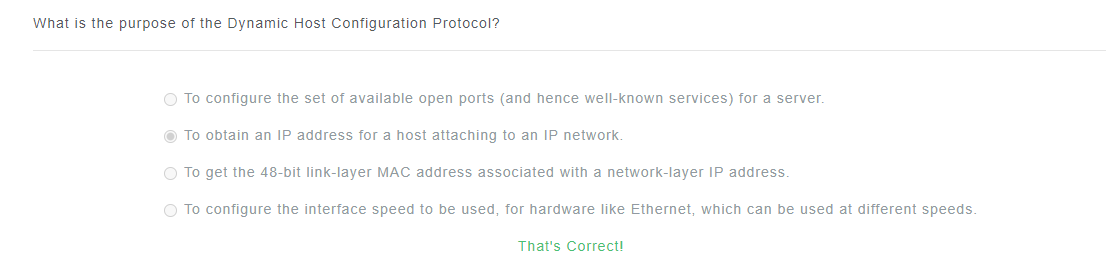 What is the purpose of the Dynamic Host Configuration Protocol?
To configure the set of available open ports (and hence well-known services) for a server.
To obtain an IP address for a host attaching to an IP network.
To get the 48-bit link-layer MAC address associated with a network-layer IP address.
To configure the interface speed to be used, for hardware like Ethernet, which can be used at different speeds.
That's Correct!